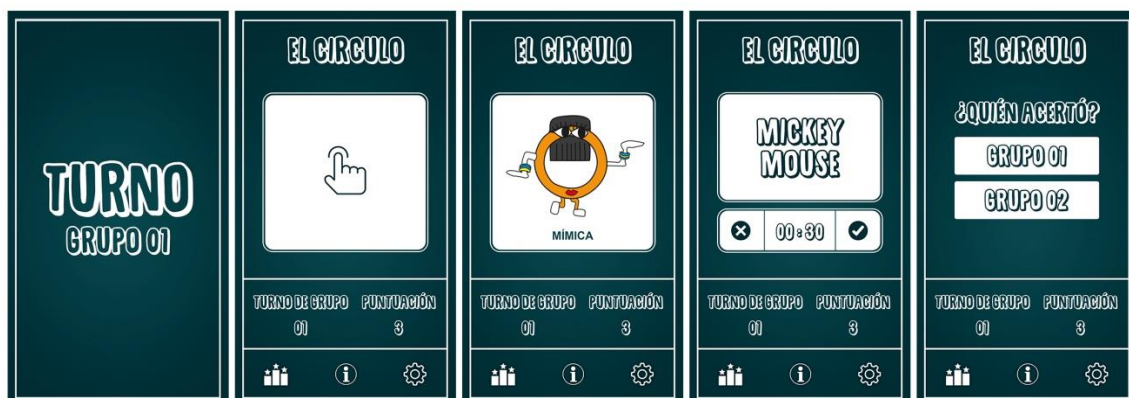 TURNO
GRUPO 01
EL CIRCULO
TURNO DE GRUPO PUNTUACIÓN
01 3
i
EL CIRCULO
MÍMICA
TURNO DE GRUPO PUNTUACIÓN
01 3
i
EL CIRCULO
MICKEY
MOUSE
00:30
TURNO DE GRUPO PUNTUACIÓN
01 3
i
EL CIRCULO
¿QUIÉN ACERTÓ?
GRUPO 01
GRUPO 02
TURNO DE GRUPO PUNTUACIÓN
01 3
i